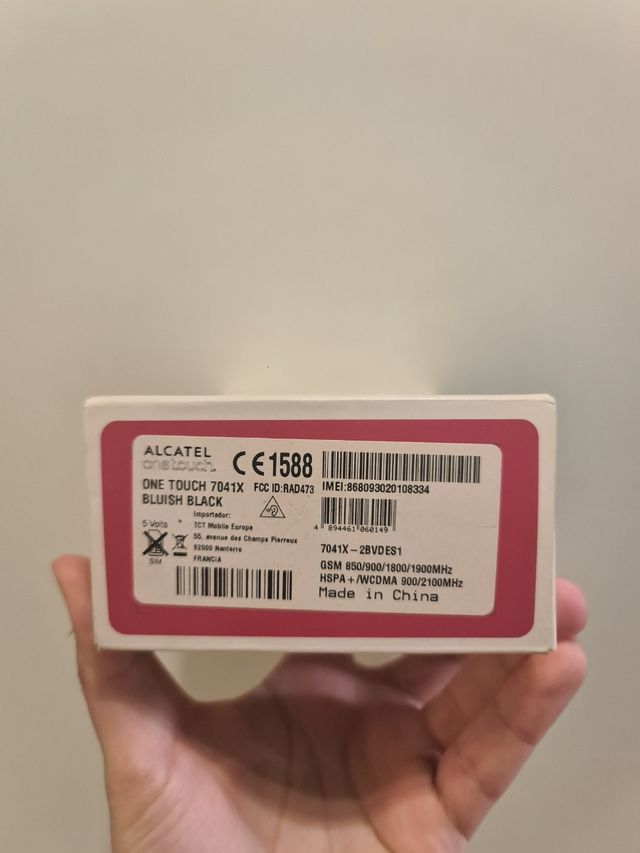 ALCATEL
onetouch.
CE1588
ONE TOUCH 7041X FCC ID:RAD473
BLUISH BLACK
IMEI:868093020108334
4 894461 060149
Importador:
5 Volts
TCT Mobile Europe
55, avenue des Champs Pierreux
92000 Nanterre
FRANCIA
SIM
7041X-2BVDES1
GSM 850/900/1800/1900MHz
HSPA+/WCDMA 900/2100MHz
Made in China